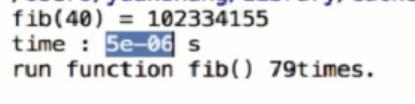 fib(40) = 102334155
time : 5e-06 s
run function fib() 79times.